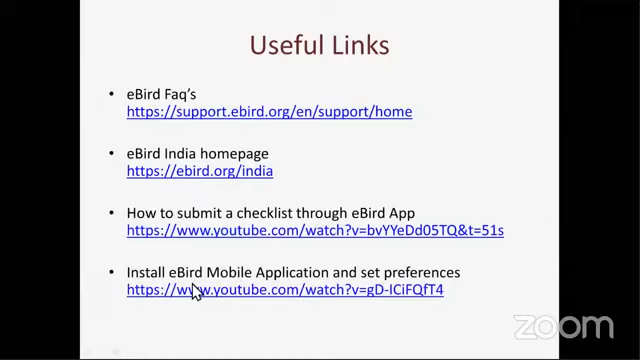 Useful Links
• eBird Faq's
https://support.ebird.org/en/support/home
• eBird India homepage
https://ebird.org/india
• How to submit a checklist through eBird App
https://www.youtube.com/watch?v=bvYYeDd05TQ&t=51s
• Install eBird Mobile Application and set preferences
https://www.youtube.com/watch?v=gD-ICiFQfT4
zoom